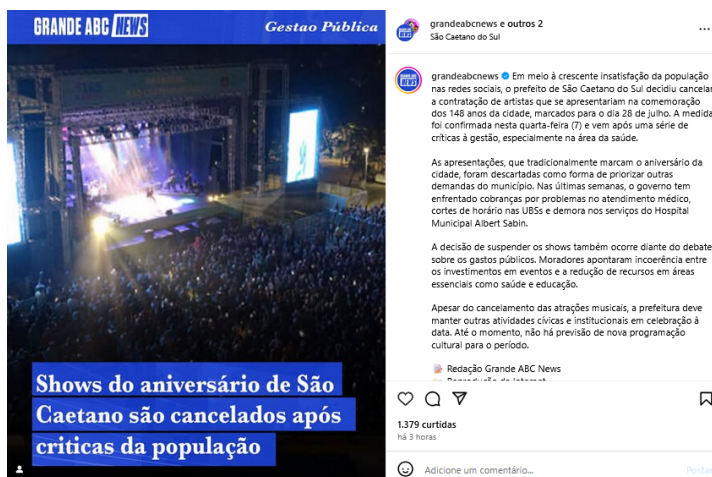 GRANDE ABC NEWS
Gestao Pública
Shows do aniversário de São
Caetano são cancelados após
criticas da população
grandeabcnews e outros 2
São Caetano do Sul
grandeabcnews Em meio à crescente insatisfação da população
nas redes sociais, o prefeito de São Caetano do Sul decidiu cancelar
a contratação de artistas que se apresentariam na comemoração
dos 148 anos da cidade, marcados para o dia 28 de julho. A medida
foi confirmada nesta quarta-feira (7) e vem após uma série de
críticas à gestão, especialmente na área da saúde.
As apresentações, que tradicionalmente marcam o aniversário da
cidade, foram descartadas como forma de priorizar outras
demandas do município. Nas últimas semanas, o governo tem
enfrentado cobranças por problemas no atendimento médico,
cortes de horário nas UBSs e demora nos serviços do Hospital
Municipal Albert Sabin.
A decisão de suspender os shows também ocorre diante do debate
sobre os gastos públicos. Moradores apontaram incoerência entre
os investimentos em eventos e a redução de recursos em áreas
essenciais como saúde e educação.
Apesar do cancelamento das atrações musicais, a prefeitura deve
manter outras atividades cívicas e institucionais em celebração à
data. Até o momento, não há previsão de nova programação
cultural para o período.
Redação Grande ABC News
Reprodução da Internet
1.379 curtidas
há 3 horas
Adicione um comentário...
Postar